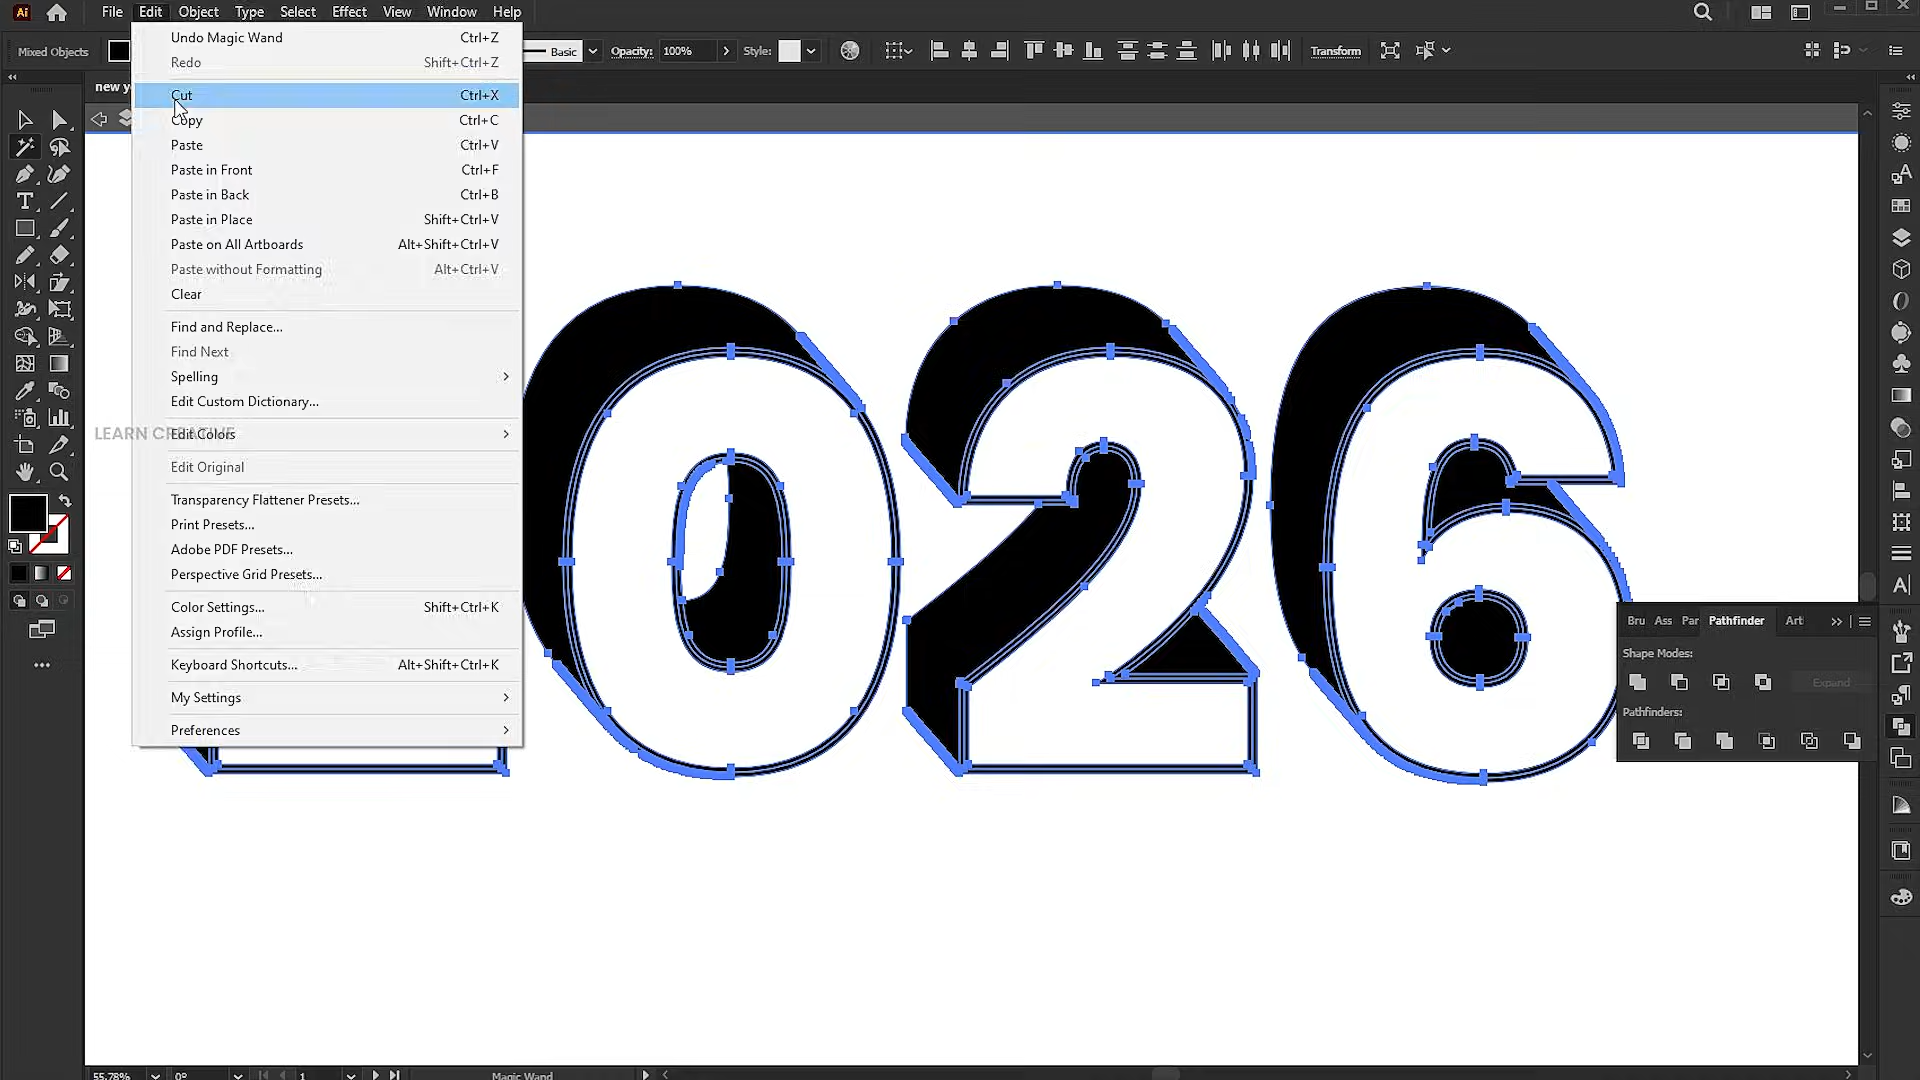 Ai File Edit Object Type Select Effect View Window Help
Mixed Objects Basic Opacity: 100% Style: Transform
new y
Undo Magic Wand Ctrl+Z
Redo Shift+Ctrl+Z
Cut Ctrl+X
Copy Ctrl+C
Paste Ctrl+V
Paste in Front Ctrl+F
Paste in Back Ctrl+B
Paste in Place Shift+Ctrl+V
Paste on All Artboards Alt+Shift+Ctrl+V
Paste without Formatting Alt+Ctrl+V
Clear
Find and Replace...
Find Next
Spelling
Edit Custom Dictionary...
LEARN CREATIVE
Edit Colors
Edit Original
Transparency Flattener Presets...
Print Presets...
Adobe PDF Presets...
Perspective Grid Presets...
Color Settings... Shift+Ctrl+K
Assign Profile...
Keyboard Shortcuts... Alt+Shift+Ctrl+K
My Settings
Preferences
026
Bru Ass Par Pathfinder Art
Shape Modes:
Expand
Pathfinders:
55.78% 0° 1 Magic Wand